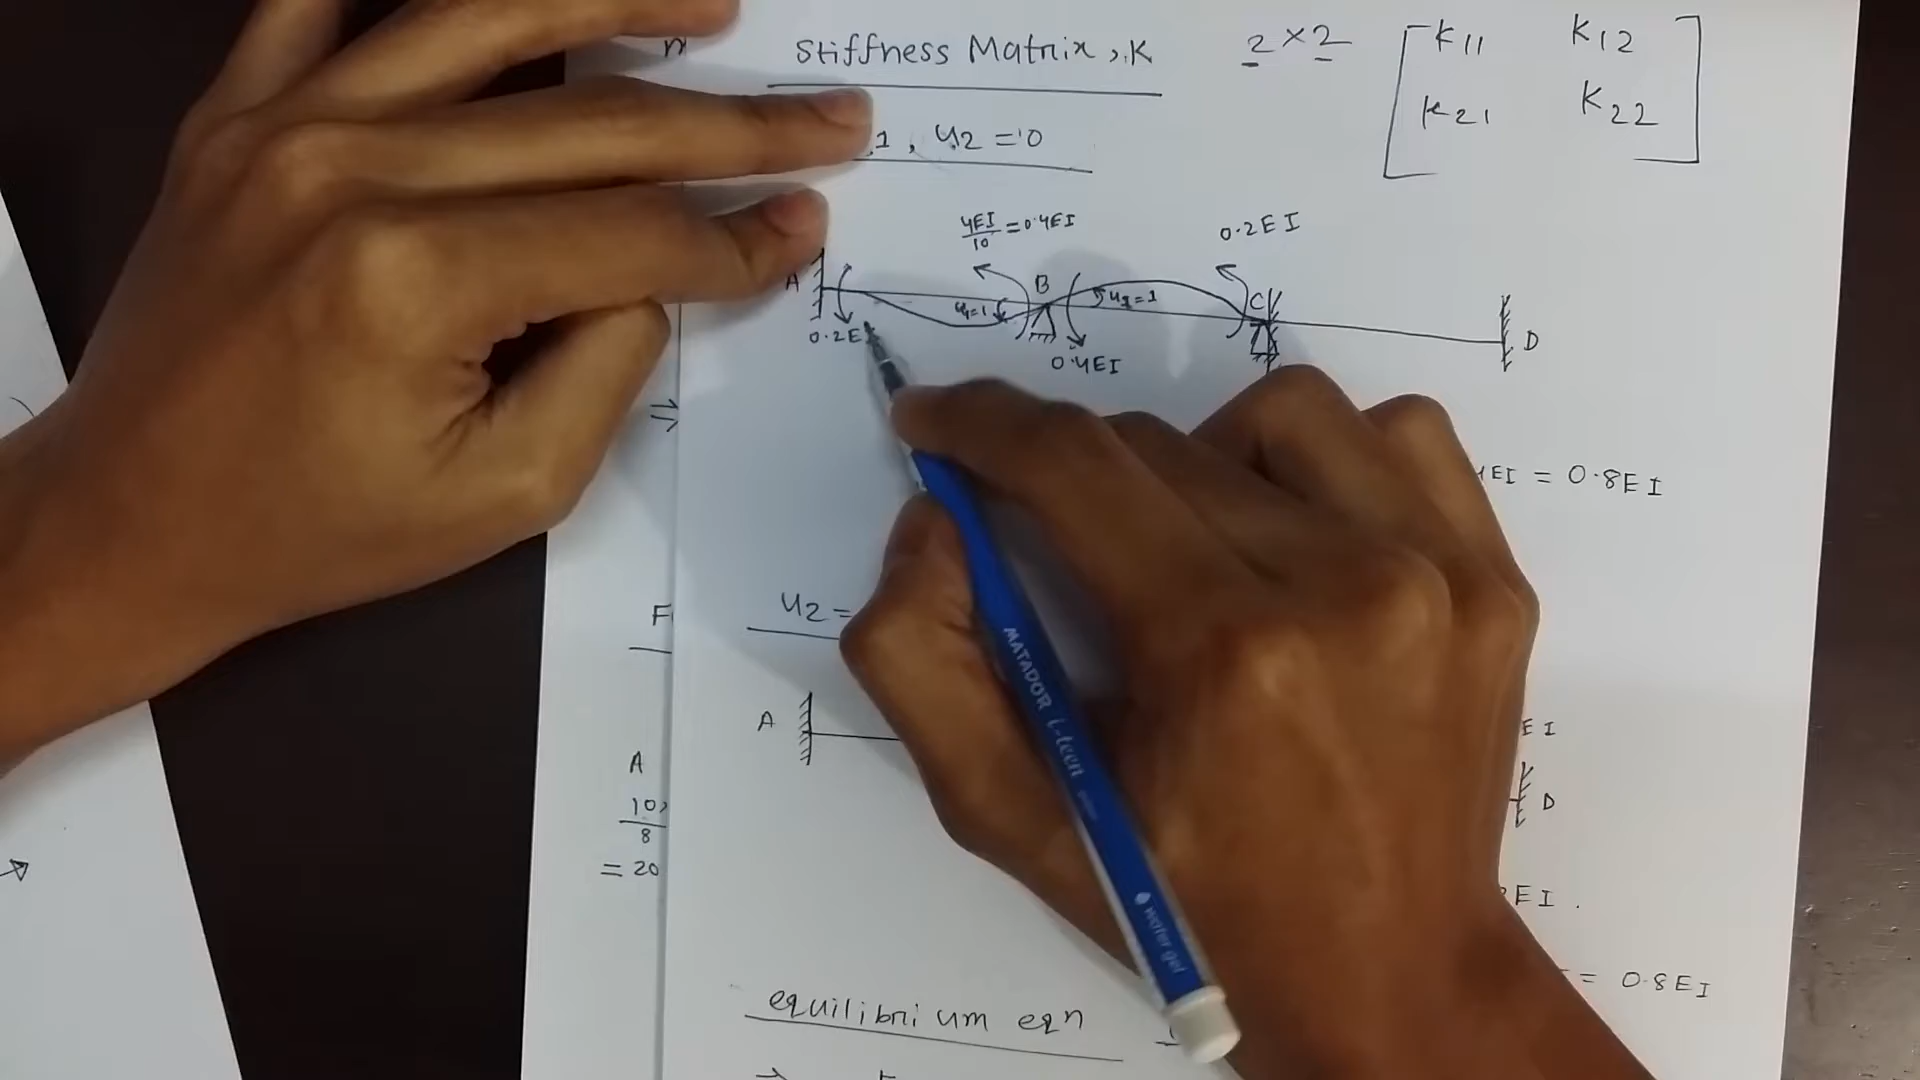 Stiffness Matrix, K
2 × 2
K11 K12
K21 K22
1, u2 = 0
4EI/10 = 0.4EI
0.2EI
A
B
u1=1
u1=1
C
D
0.2EI
0.4EI
EI = 0.8EI
u2 =
A
EI
D
A
10
8
= 20
EI.
= 0.8EI
equilibrium eqn
MATADOR i-teen
water gel